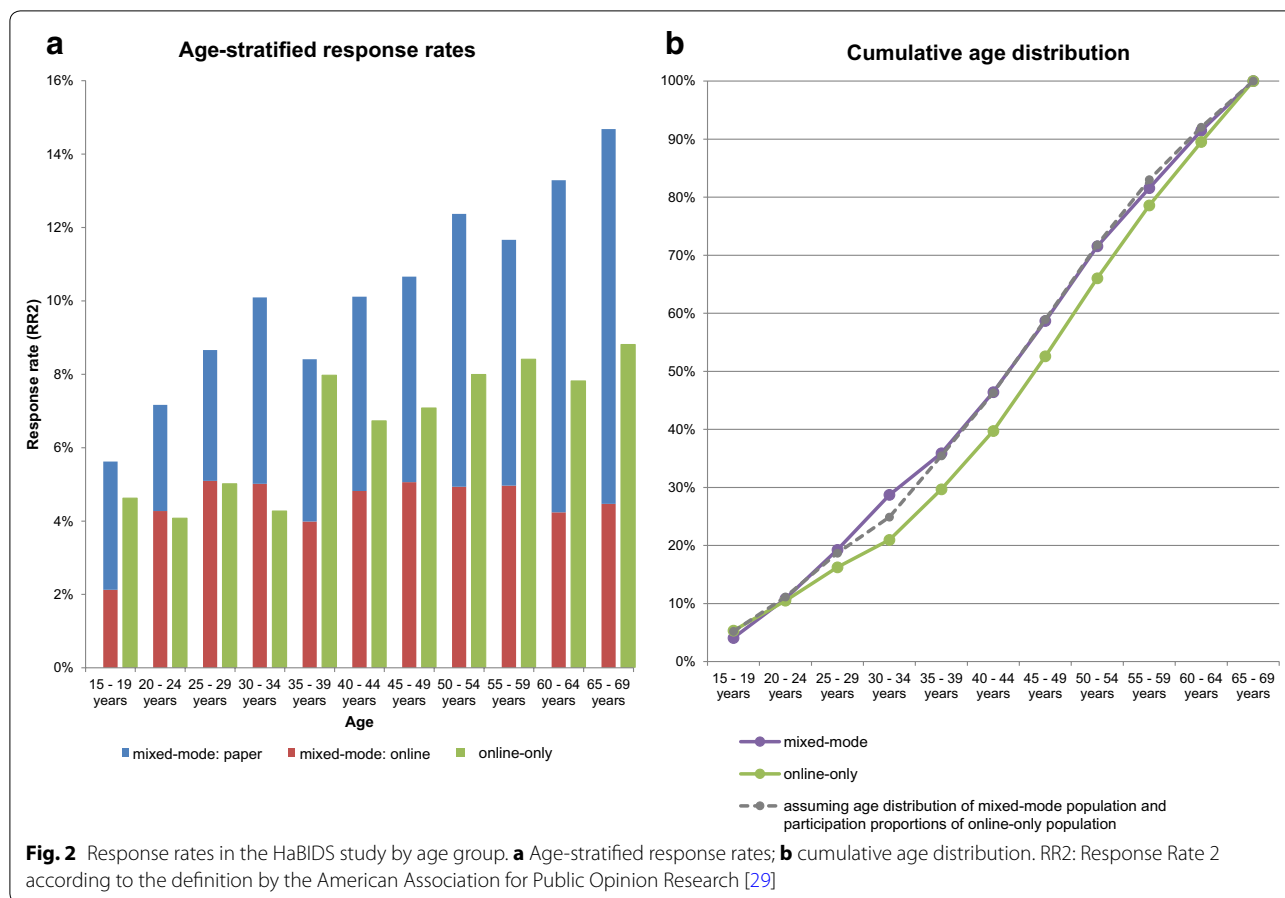 a
Age-stratified response rates
16%
14%
12%
10%
8%
6%
4%
2%
0%
Response rate (RR2)
15 - 19 20 - 24 25 - 29 30 - 34 35 - 39 40 - 44 45 - 49 50 - 54 55 - 59 60 - 64 65 - 69
years years years years years years years years years years years
Age
mixed-mode: paper mixed-mode: online online-only
b
Cumulative age distribution
100%
90%
80%
70%
60%
50%
40%
30%
20%
10%
0%
15 - 19 20 - 24 25 - 29 30 - 34 35 - 39 40 - 44 45 - 49 50 - 54 55 - 59 60 - 64 65 - 69
years years years years years years years years years years years
mixed-mode
online-only
assuming age distribution of mixed-mode population and
participation proportions of online-only population
Fig. 2 Response rates in the HaBIDS study by age group. a Age-stratified response rates; b cumulative age distribution. RR2: Response Rate 2
according to the definition by the American Association for Public Opinion Research [29]